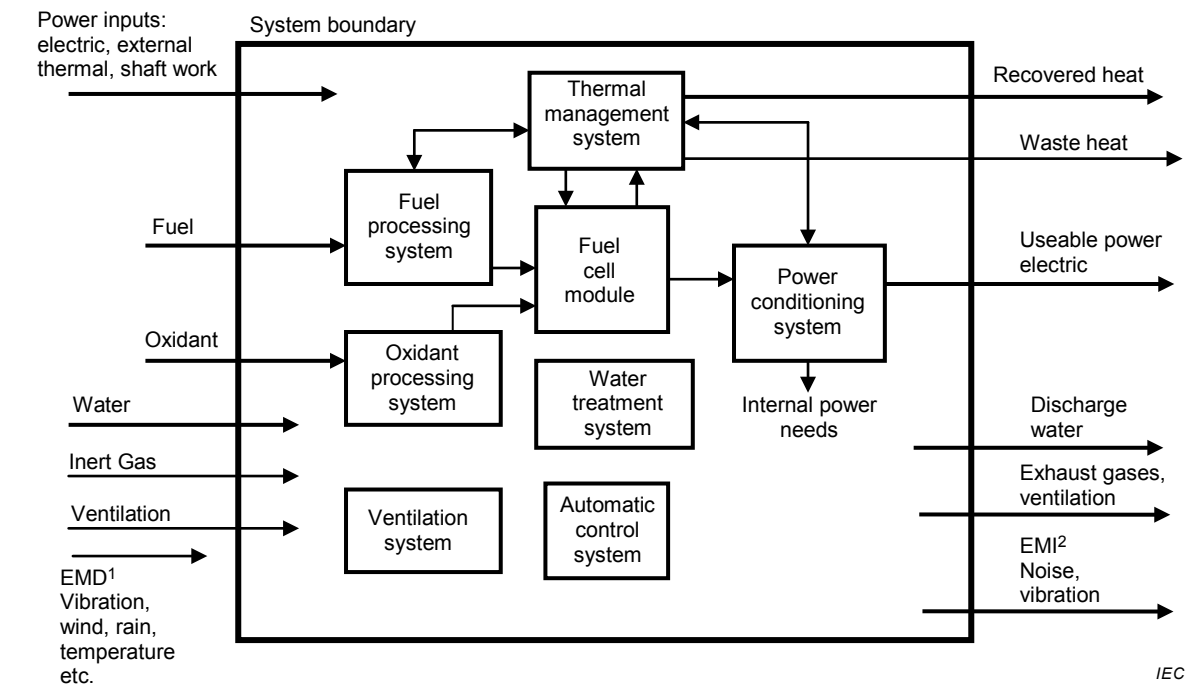 Power inputs:
electric, external
thermal, shaft work
System boundary
Thermal
management
system
Recovered heat
Waste heat
Fuel
Fuel
processing
system
Fuel
cell
module
Useable power
electric
Power
conditioning
system
Oxidant
Oxidant
processing
system
Water
treatment
system
Internal power
needs
Water
Discharge
water
Inert Gas
Exhaust gases,
ventilation
Ventilation
Ventilation
system
Automatic
control
system
EMI2
Noise,
vibration
EMD1
Vibration,
wind, rain,
temperature
etc.
IEC